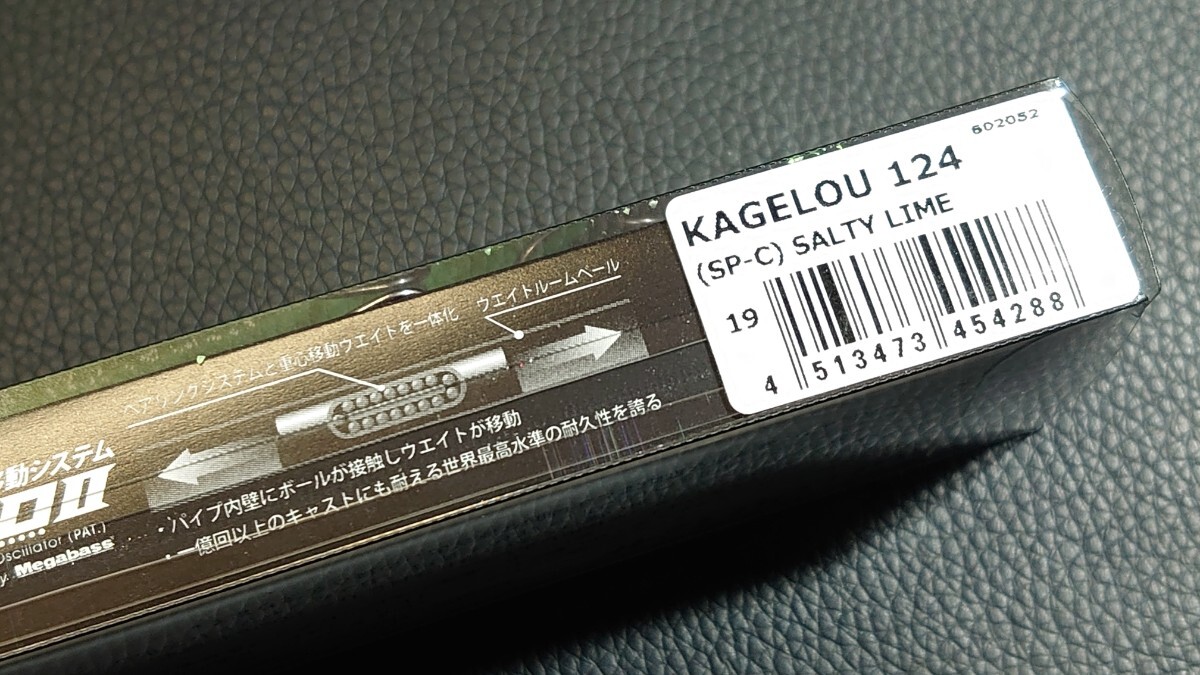 602052
KAGELOU 124
(SP-C) SALTY LIME
19
4 513473 454288
ウエイトルームペール
ベアリングシステムと重心移動ウエイトを一体化
・パイプ内壁にボールが接触しウエイトが移動
・一億回以上のキャストにも耐える世界最高水準の耐久性を誇る
動システム
Oscillator (PAT.)
y. Megabass